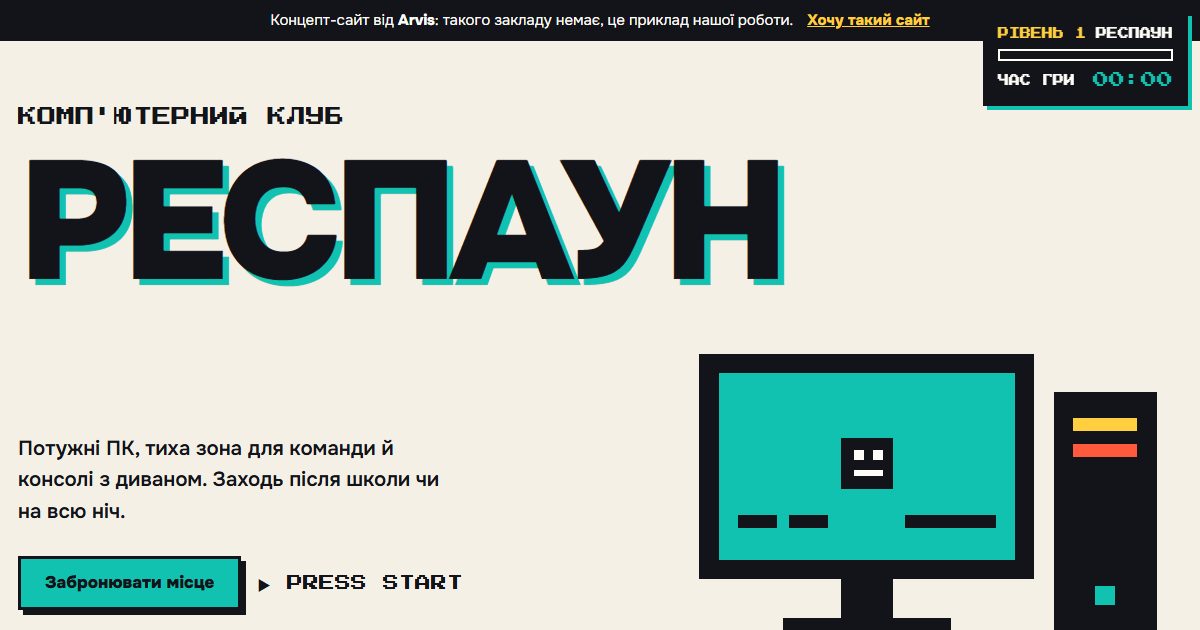 Концепт-сайт від Arvis: такого закладу немає, це приклад нашої роботи. Хочу такий сайт
РІВЕНЬ 1 РЕСПАУН
ЧАС ГРИ 00:00
КОМП'ЮТЕРНИЙ КЛУБ
РЕСПАУН
Потужні ПК, тиха зона для команди й
консолі з диваном. Заходь після школи чи
на всю ніч.
Забронювати місце
▶ PRESS START